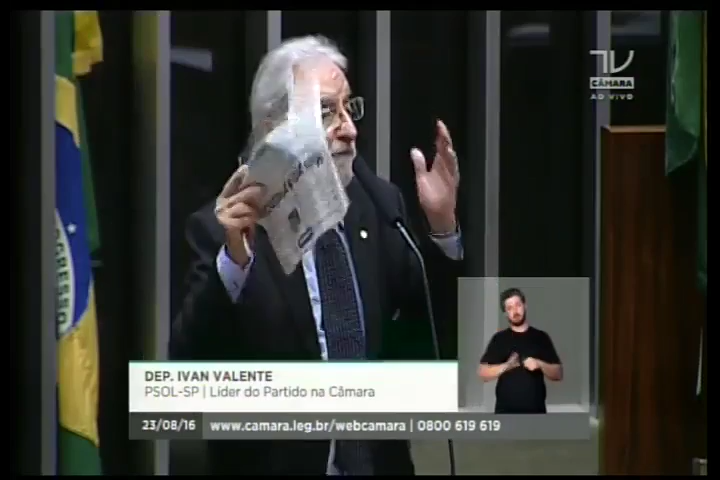 TV
CÂMARA
AO VIVO
DEP. IVAN VALENTE
PSOL-SP | Líder do Partido na Câmara
23/08/16 www.camara.leg.br/webcamara | 0800 619 619